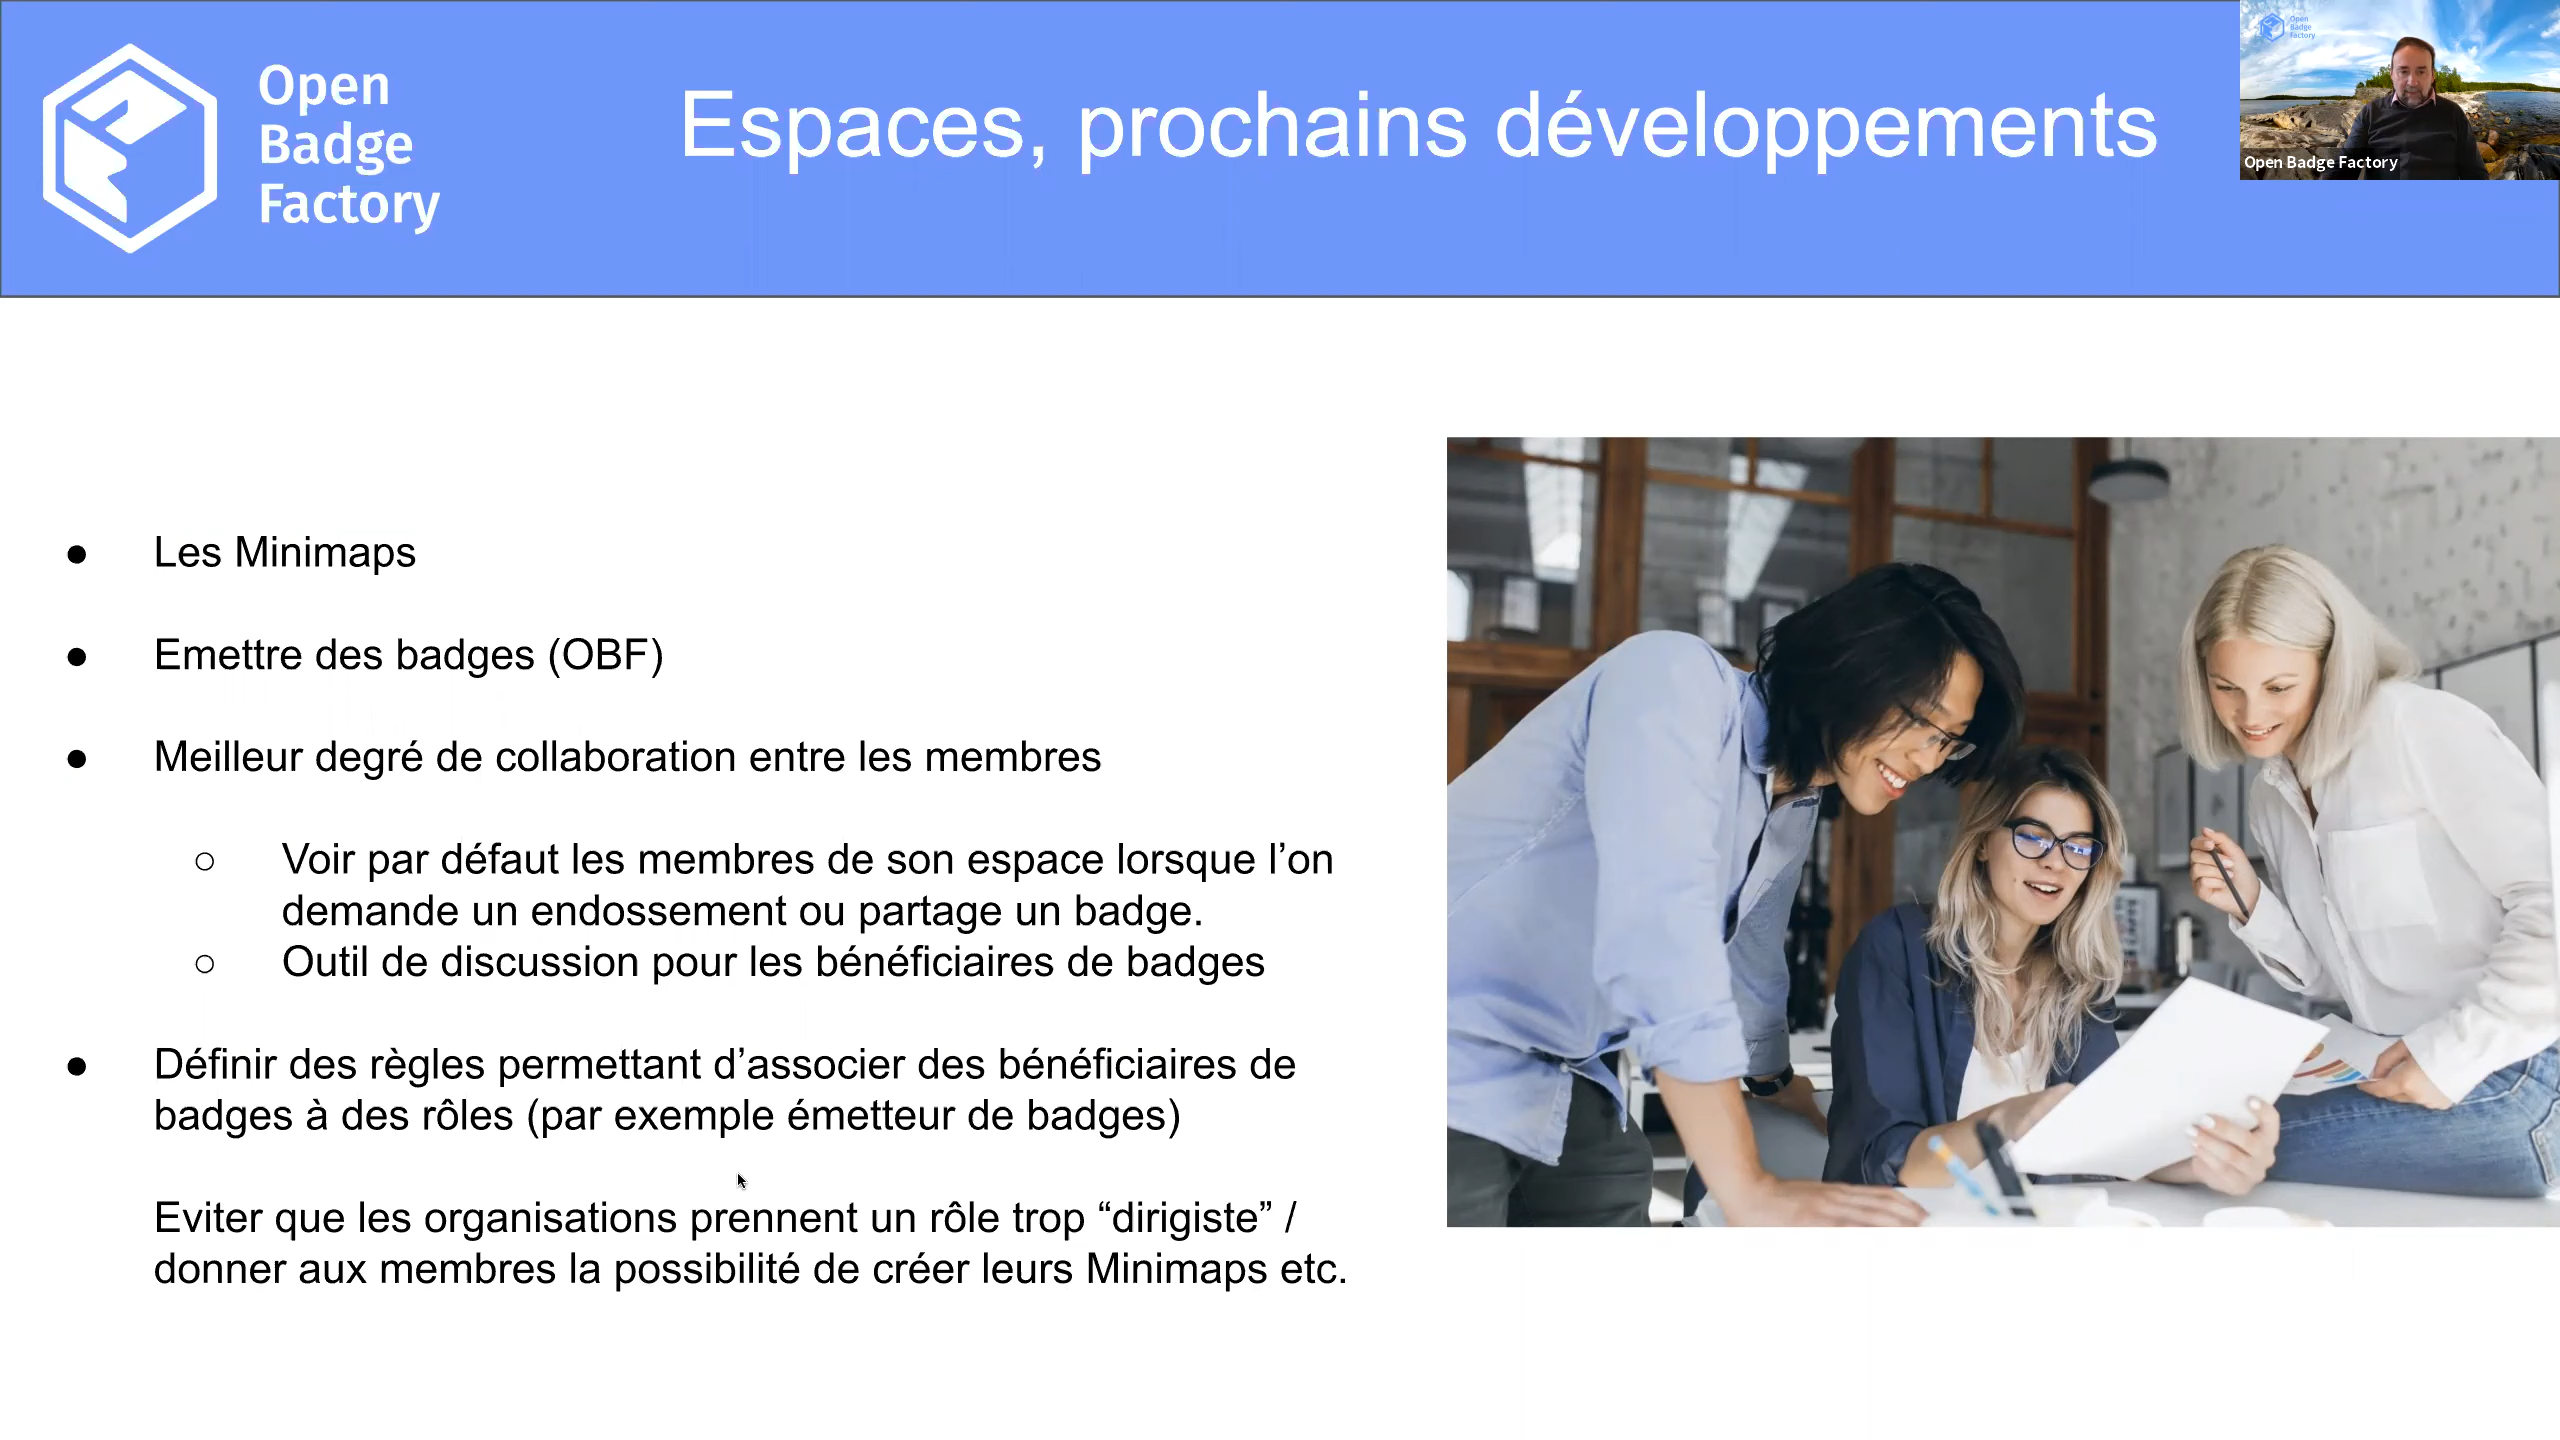 Open
Badge
Factory
Espaces, prochains développements
Open
Badge
Factory
Open Badge Factory
● Les Minimaps
● Emettre des badges (OBF)
● Meilleur degré de collaboration entre les membres
○ Voir par défaut les membres de son espace lorsque l’on
demande un endossement ou partage un badge.
○ Outil de discussion pour les bénéficiaires de badges
● Définir des règles permettant d’associer des bénéficiaires de
badges à des rôles (par exemple émetteur de badges)
Eviter que les organisations prennent un rôle trop “dirigiste” /
donner aux membres la possibilité de créer leurs Minimaps etc.